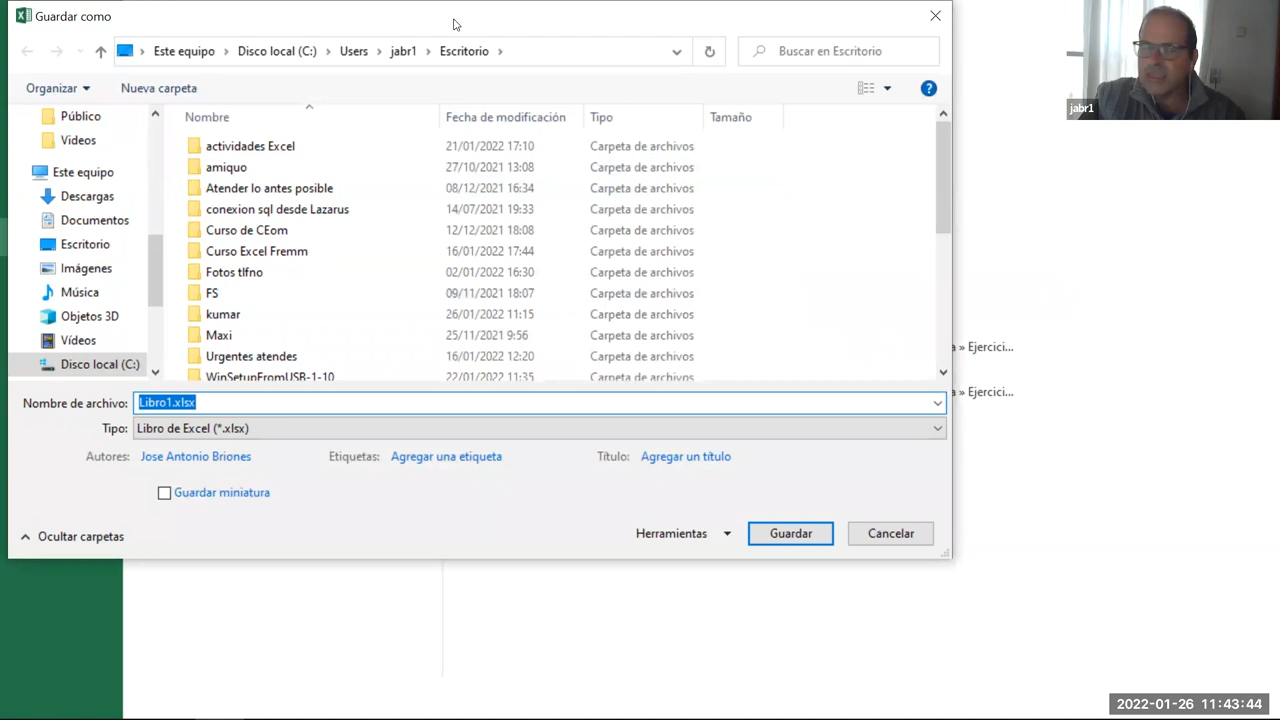 Guardar como
Este equipo > Disco local (C:) > Users > jabr1 > Escritorio >
Buscar en Escritorio
Organizar
Nueva carpeta
?
Público
Videos
Este equipo
Descargas
Documentos
Escritorio
Imágenes
Música
Objetos 3D
Vídeos
Disco local (C:)
Nombre Fecha de modificación Tipo Tamaño
actividades Excel 21/01/2022 17:10 Carpeta de archivos
amiquo 27/10/2021 13:08 Carpeta de archivos
Atender lo antes posible 08/12/2021 16:34 Carpeta de archivos
conexion sql desde Lazarus 14/07/2021 19:33 Carpeta de archivos
Curso de CEom 12/12/2021 18:08 Carpeta de archivos
Curso Excel Fremm 16/01/2022 17:44 Carpeta de archivos
Fotos tlfno 02/01/2022 16:30 Carpeta de archivos
FS 09/11/2021 18:07 Carpeta de archivos
kumar 26/01/2022 11:15 Carpeta de archivos
Maxi 25/11/2021 9:56 Carpeta de archivos
Urgentes atendes 16/01/2022 12:20 Carpeta de archivos
WinSetupFromUSB-1-10 22/01/2022 11:35 Carpeta de archivos
Nombre de archivo: Libro1.xlsx
Tipo: Libro de Excel (*.xlsx)
Autores: Jose Antonio Briones Etiquetas: Agregar una etiqueta Título: Agregar un título
Guardar miniatura
Ocultar carpetas
Herramientas
Guardar
Cancelar
a » Ejercici...
a » Ejercici...
jabr1
2022-01-26 11:43:44